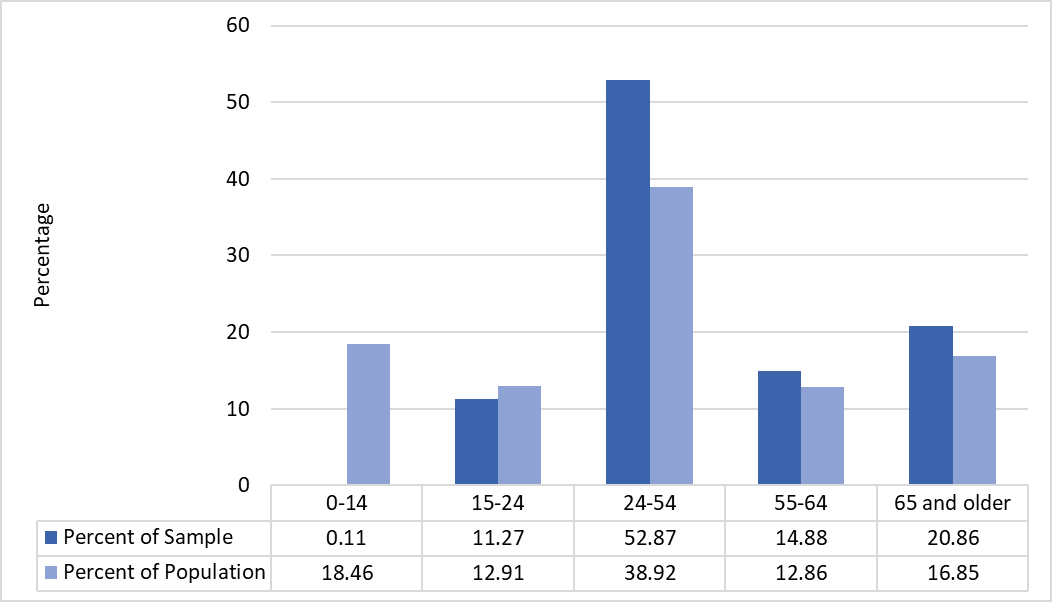 60
50
40
30
20
10
0
Percentage
0-14 15-24 24-54 55-64 65 and older
Percent of Sample 0.11 11.27 52.87 14.88 20.86
Percent of Population 18.46 12.91 38.92 12.86 16.85